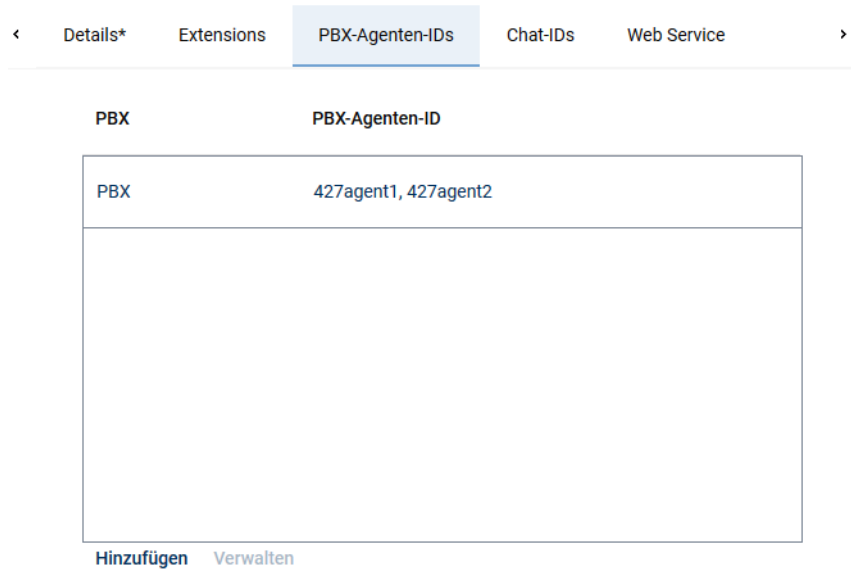 Details* Extensions PBX-Agenten-IDs Chat-IDs Web Service
PBX PBX-Agenten-ID
PBX 427agent1, 427agent2
Hinzufügen Verwalten